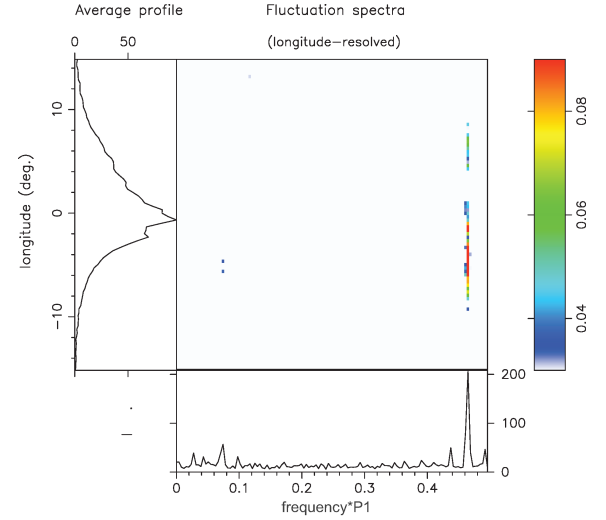 Average profile
Fluctuation spectra
0 50
(longitude-resolved)
longitude (deg.)
10
0
−10
0.08
0.06
0.04
200
100
0
0 0.1 0.2 0.3 0.4
frequency*P1